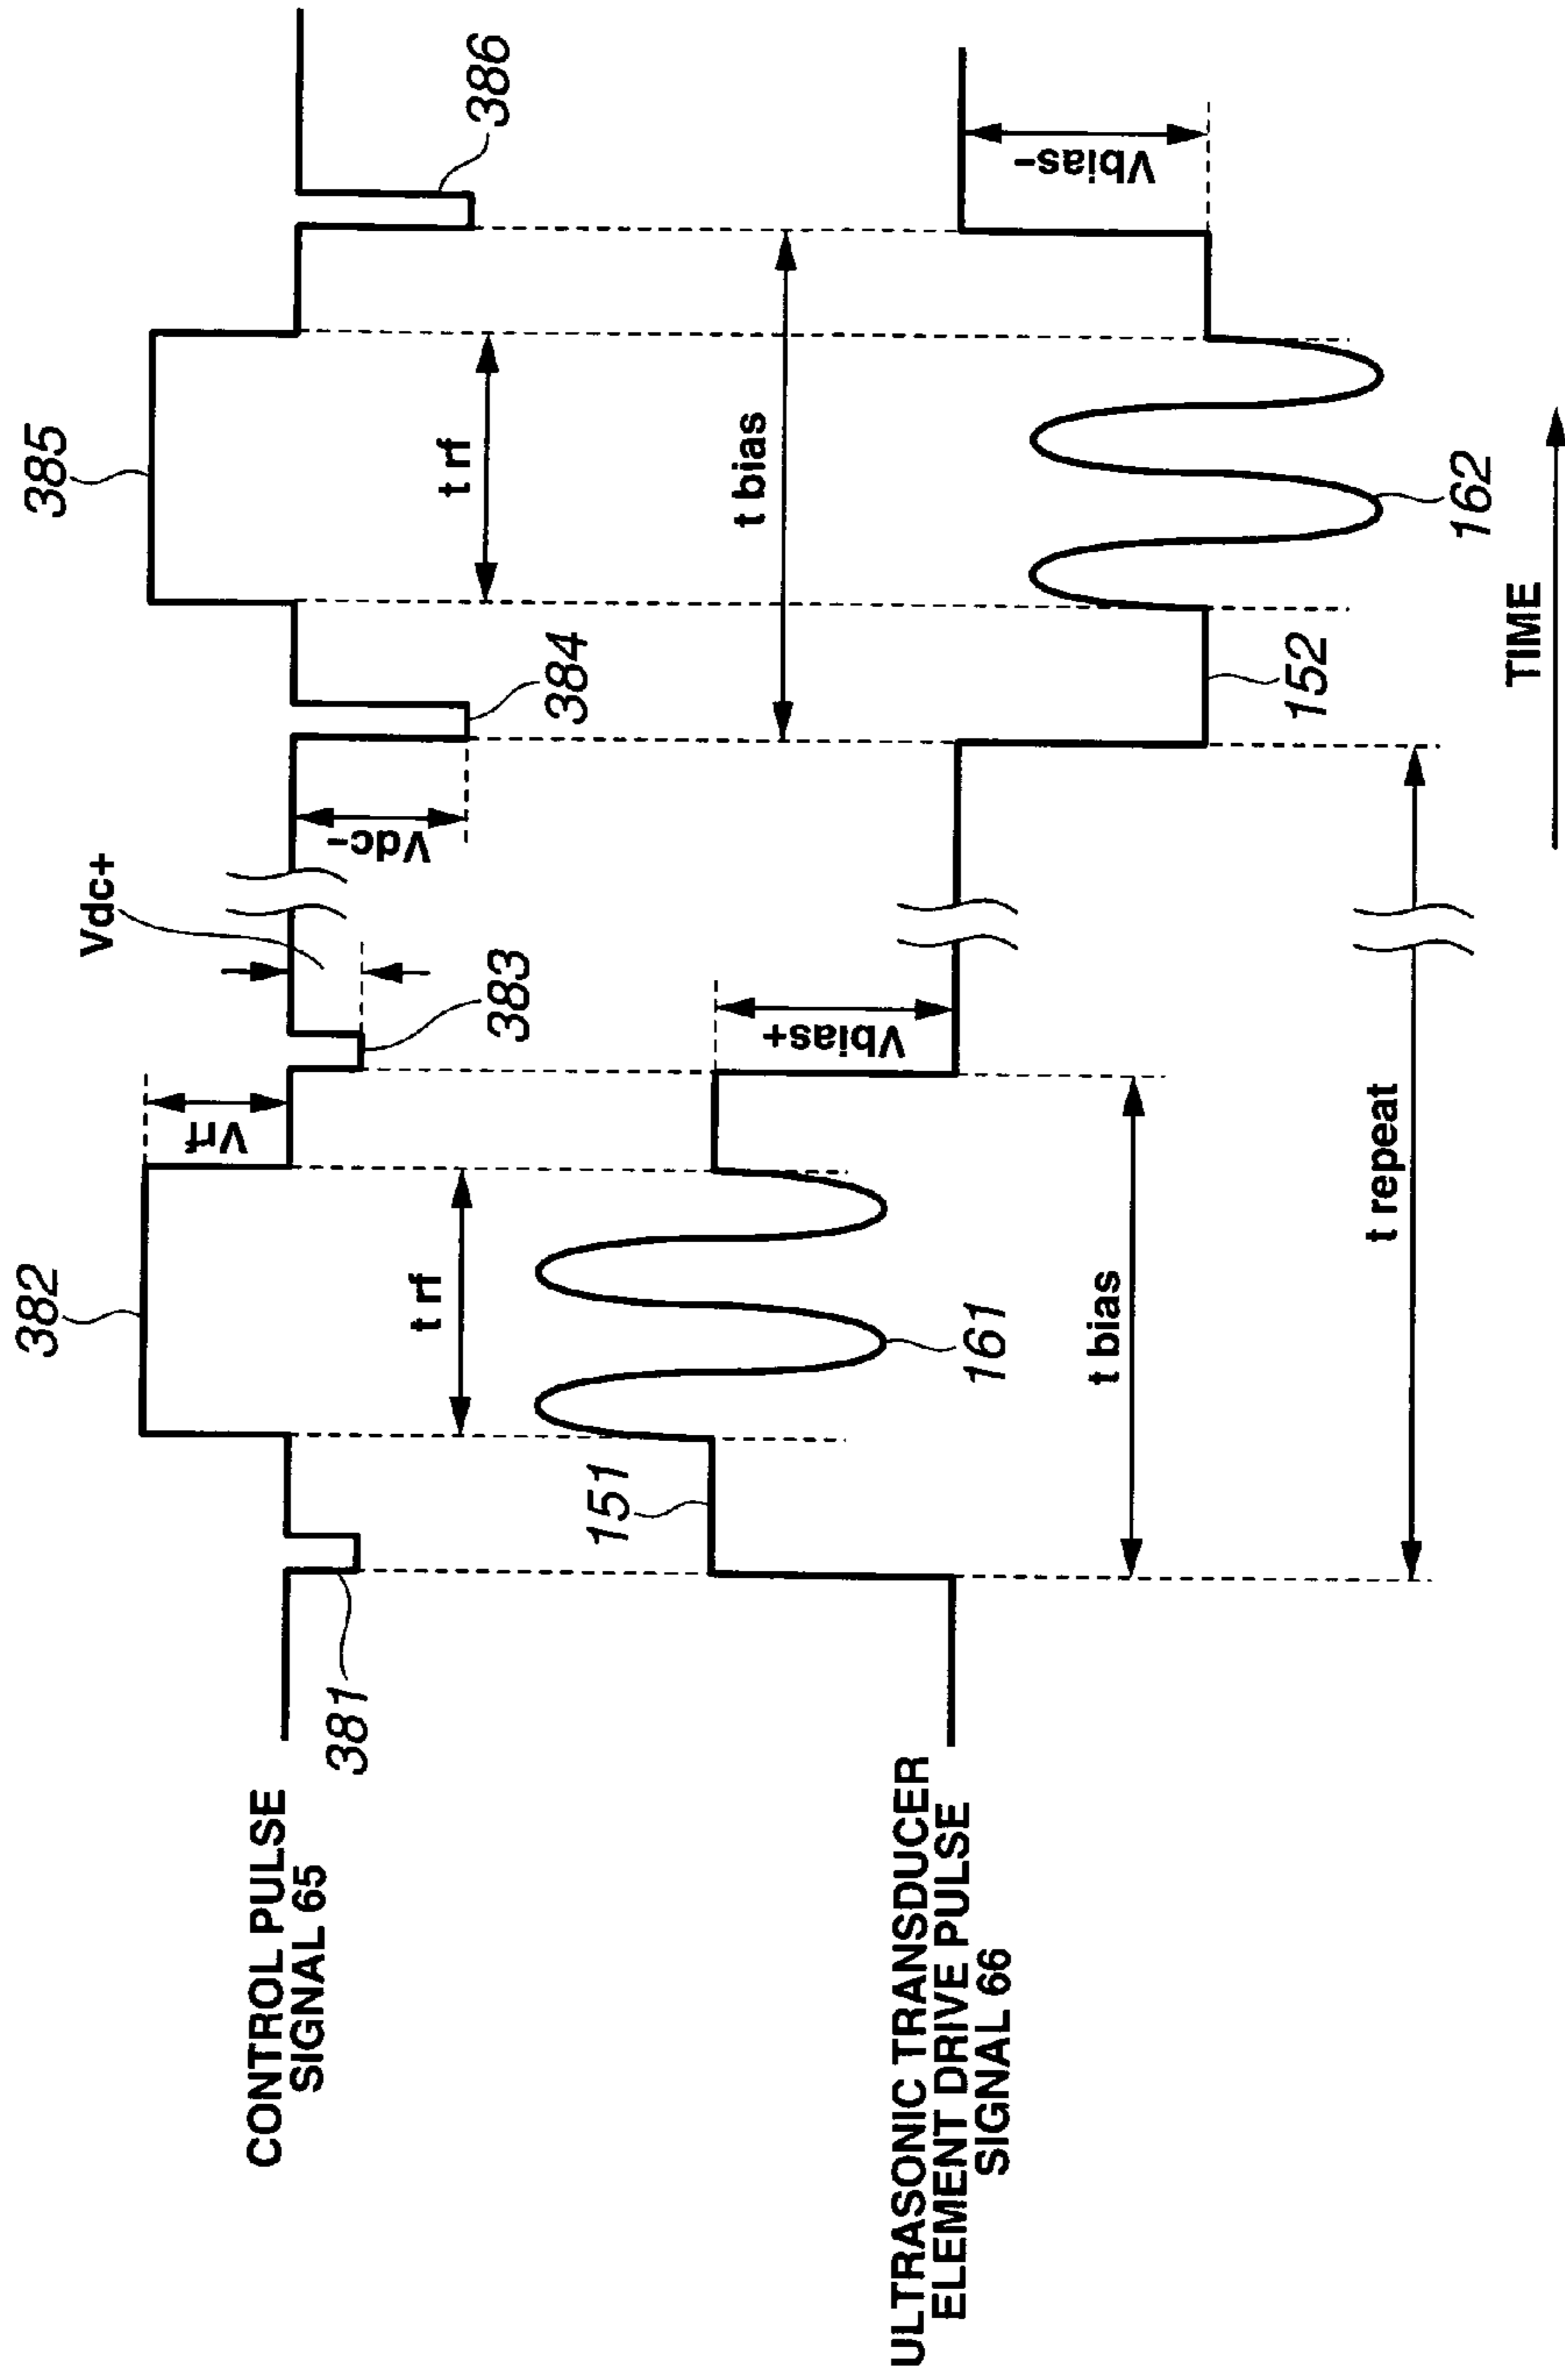 382
385
Vdc+
CONTROL PULSE
SIGNAL 65
381
Vrf
383
Vdc-
384
386
t rf
t rf
151
161
Vbias+
t bias
ULTRASONIC TRANSDUCER
ELEMENT DRIVE PULSE
SIGNAL 66
Vbias-
t bias
152
162
t repeat
TIME